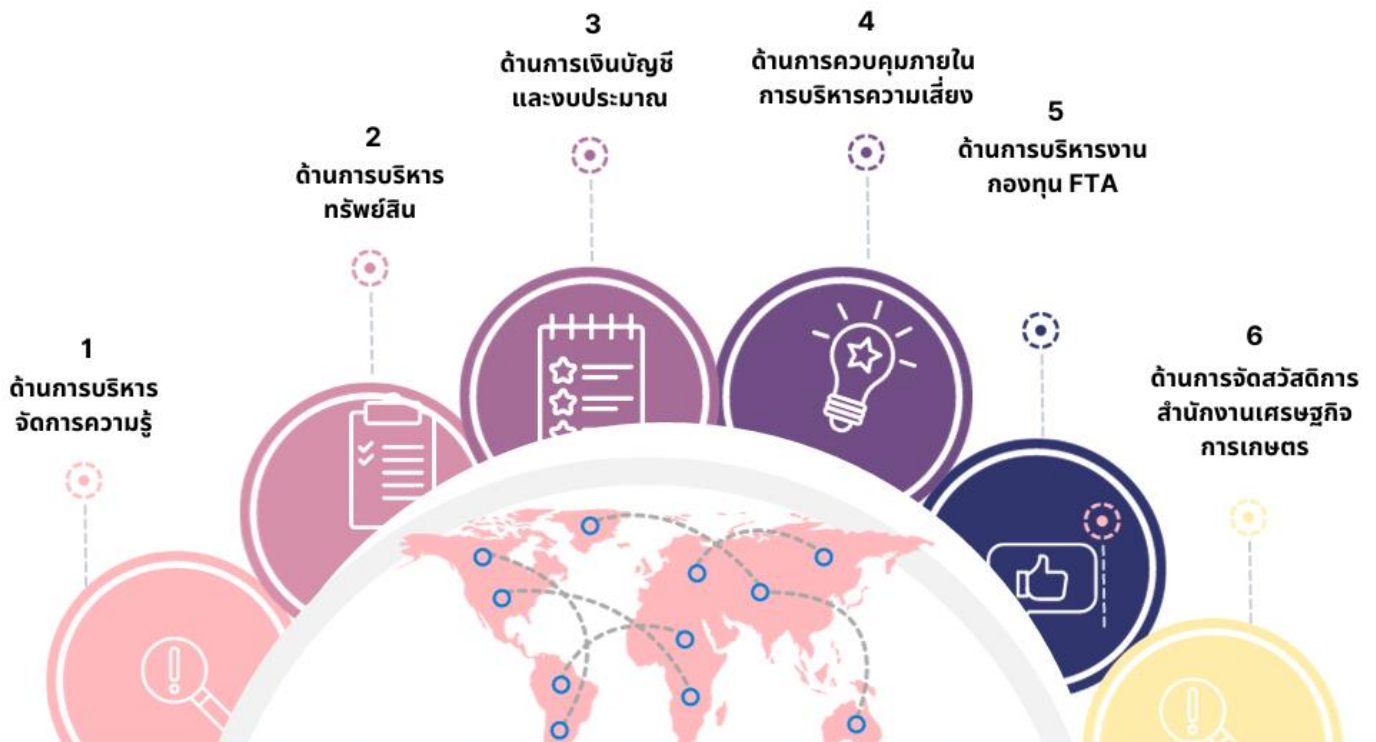 1
ด้านการบริหาร
จัดการความรู้
2
ด้านการบริหาร
ทรัพย์สิน
3
ด้านการเงินบัญชี
และงบประมาณ
4
ด้านการควบคุมภายใน
การบริหารความเสี่ยง
5
ด้านการบริหารงาน
กองทุน FTA
6
ด้านการจัดสวัสดิการ
สำนักงานเศรษฐกิจ
การเกษตร